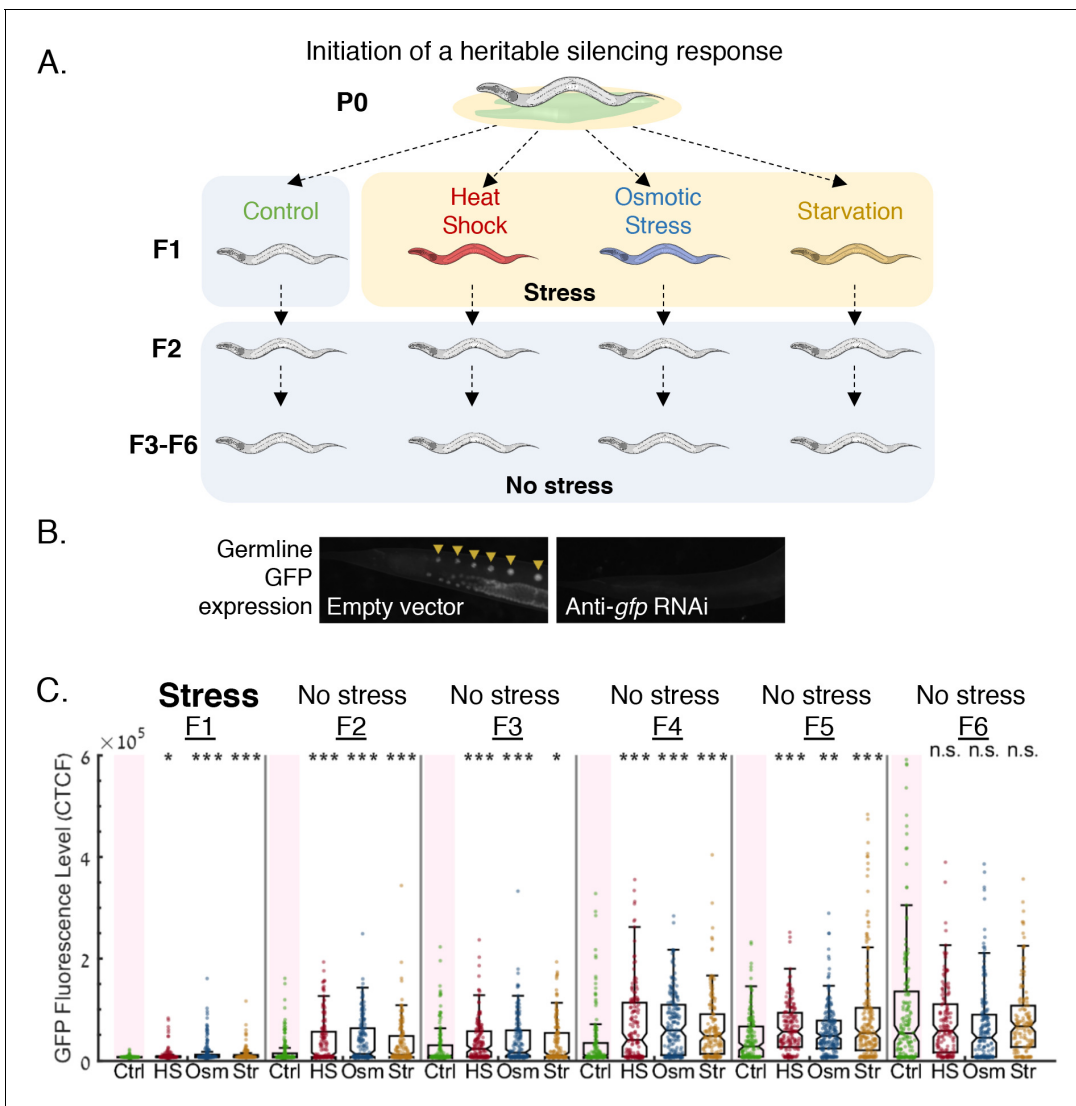 A.
Initiation of a heritable silencing response
P0
Control
Heat
Shock
Osmotic
Stress
Starvation
F1
Stress
F2
F3-F6
No stress
B.
Germline
GFP
expression
Empty vector
Anti-gfp RNAi
C.
Stress No stress No stress No stress No stress No stress
F1 F2 F3 F4 F5 F6
×10⁵
* *** *** *** *** *** *** *** * *** *** *** *** ** *** n.s. n.s. n.s.
6
4
2
0
GFP Fluorescence Level (CTCF)
Ctrl HS Osm Str Ctrl HS Osm Str Ctrl HS Osm Str Ctrl HS Osm Str Ctrl HS Osm Str Ctrl HS Osm Str